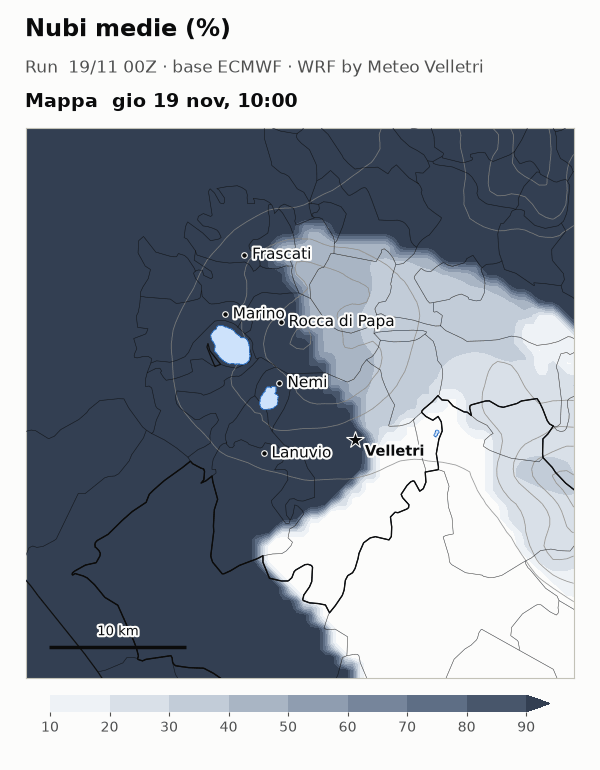 Nubi medie (%)
Run  19/11 00Z · base ECMWF · WRF by Meteo Velletri
Mappa  gio 19 nov, 10:00
Frascati
Marino
Rocca di Papa
Nemi
Velletri
Lanuvio
10 km
10 20 30 40 50 60 70 80 90